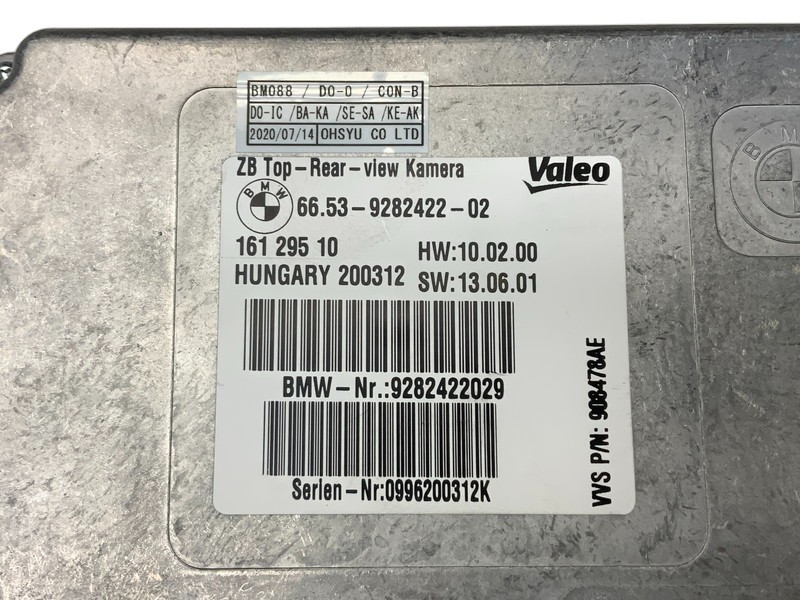 BM088 / DO-O / CON-B
DO-IC /BA-KA /SE-SA /KE-AK
2020/07/14 OHSYU CO LTD
ZB Top-Rear-view Kamera
Valeo
BMW
66.53-9282422-02
161 295 10
HW:10.02.00
HUNGARY 200312
SW:13.06.01
BMW-Nr.:9282422029
Serien-Nr:0996200312K
VVS P/N: 908478AE
BM